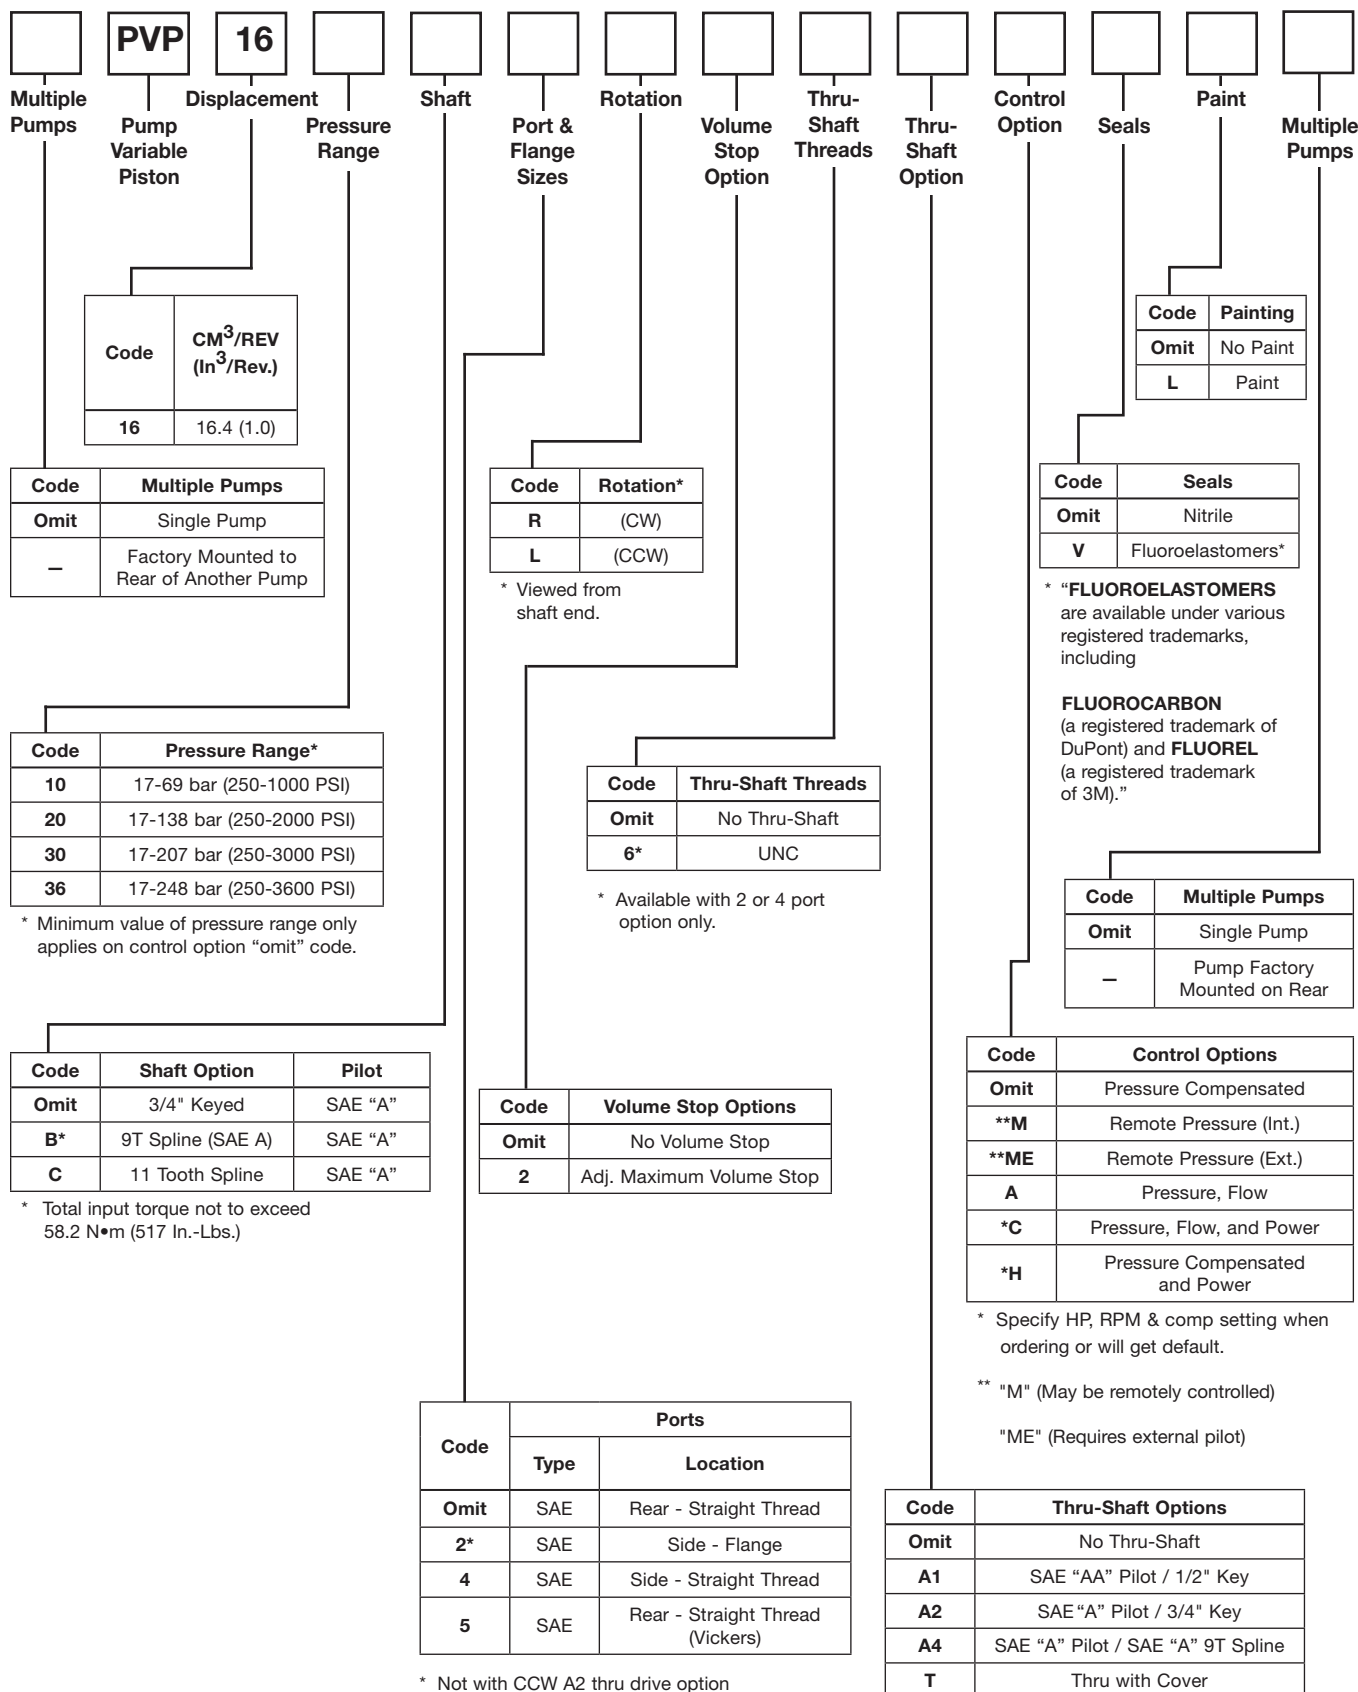 PVP 16
Multiple
Pumps
Pump
Variable
Piston
Displacement
Pressure
Range
Shaft
Port &
Flange
Sizes
Rotation
Volume
Stop
Option
Thru-
Shaft
Threads
Thru-
Shaft
Option
Control
Option
Seals
Paint
Multiple
Pumps
Code CM3/REV
(In3/Rev.)
16 16.4 (1.0)
Code Painting
Omit No Paint
L Paint
Code Multiple Pumps
Omit Single Pump
– Factory Mounted to
Rear of Another Pump
Code Rotation*
R (CW)
L (CCW)
* Viewed from
shaft end.
Code Seals
Omit Nitrile
V Fluoroelastomers*
* “FLUOROELASTOMERS
are available under various
registered trademarks,
including
FLUOROCARBON
(a registered trademark of
DuPont) and FLUOREL
(a registered trademark
of 3M).”
Code Pressure Range*
10 17-69 bar (250-1000 PSI)
20 17-138 bar (250-2000 PSI)
30 17-207 bar (250-3000 PSI)
36 17-248 bar (250-3600 PSI)
* Minimum value of pressure range only
applies on control option “omit” code.
Code Thru-Shaft Threads
Omit No Thru-Shaft
6* UNC
* Available with 2 or 4 port
option only.
Code Multiple Pumps
Omit Single Pump
– Pump Factory
Mounted on Rear
Code Shaft Option Pilot
Omit 3/4" Keyed SAE “A”
B* 9T Spline (SAE A) SAE “A”
C 11 Tooth Spline SAE “A”
* Total input torque not to exceed
58.2 N•m (517 In.-Lbs.)
Code Volume Stop Options
Omit No Volume Stop
2 Adj. Maximum Volume Stop
Code Control Options
Omit Pressure Compensated
**M Remote Pressure (Int.)
**ME Remote Pressure (Ext.)
A Pressure, Flow
*C Pressure, Flow, and Power
*H Pressure Compensated
and Power
* Specify HP, RPM & comp setting when
ordering or will get default.
** "M" (May be remotely controlled)
"ME" (Requires external pilot)
Code Ports
Type Location
Omit SAE Rear - Straight Thread
2* SAE Side - Flange
4 SAE Side - Straight Thread
5 SAE Rear - Straight Thread
(Vickers)
* Not with CCW A2 thru drive option
Code Thru-Shaft Options
Omit No Thru-Shaft
A1 SAE “AA” Pilot / 1/2" Key
A2 SAE “A” Pilot / 3/4" Key
A4 SAE “A” Pilot / SAE “A” 9T Spline
T Thru with Cover